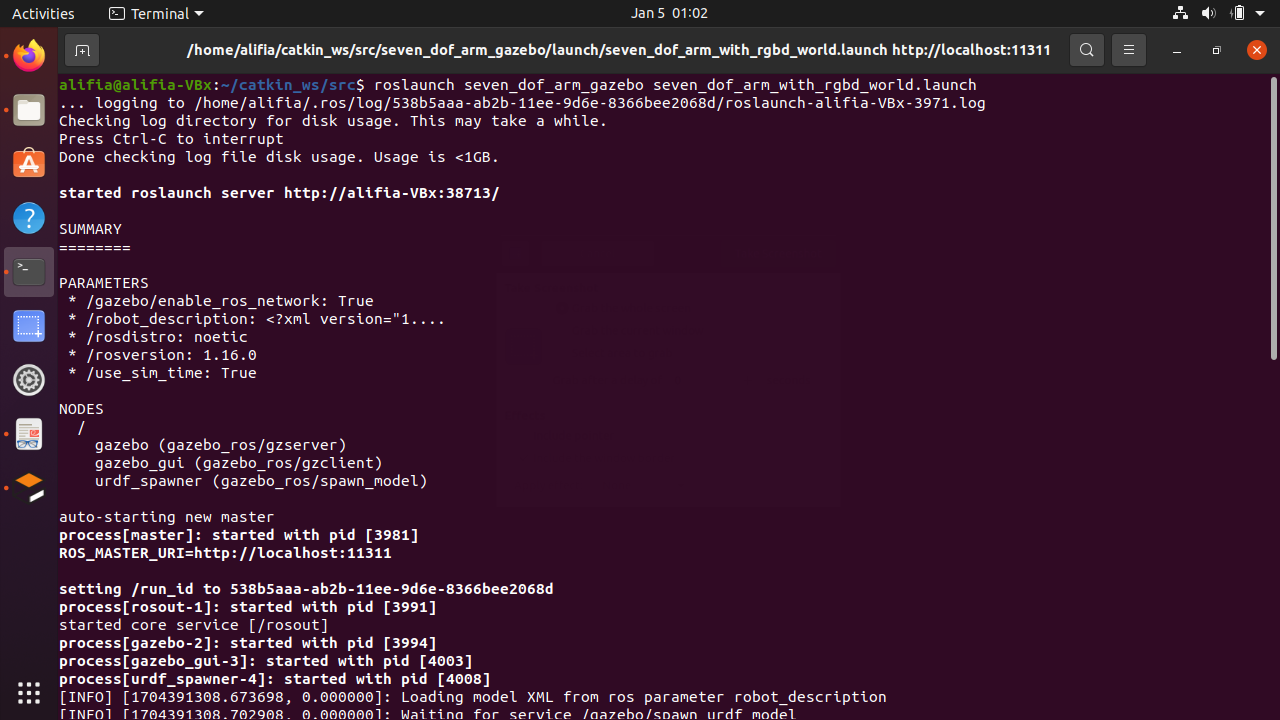 Activities
Terminal
Jan 5 01:02
/home/alifia/catkin_ws/src/seven_dof_arm_gazebo/launch/seven_dof_arm_with_rgbd_world.launch http://localhost:11311
alifia@alifia-VBx:~/catkin_ws/src$ roslaunch seven_dof_arm_gazebo seven_dof_arm_with_rgbd_world.launch
... logging to /home/alifia/.ros/log/538b5aaa-ab2b-11ee-9d6e-8366bee2068d/roslaunch-alifia-VBx-3971.log
Checking log directory for disk usage. This may take a while.
Press Ctrl-C to interrupt
Done checking log file disk usage. Usage is <1GB.
started roslaunch server http://alifia-VBx:38713/
SUMMARY
========
PARAMETERS
 * /gazebo/enable_ros_network: True
 * /robot_description: <?xml version="1....
 * /rosdistro: noetic
 * /rosversion: 1.16.0
 * /use_sim_time: True
NODES
  /
    gazebo (gazebo_ros/gzserver)
    gazebo_gui (gazebo_ros/gzclient)
    urdf_spawner (gazebo_ros/spawn_model)
auto-starting new master
process[master]: started with pid [3981]
ROS_MASTER_URI=http://localhost:11311
setting /run_id to 538b5aaa-ab2b-11ee-9d6e-8366bee2068d
process[rosout-1]: started with pid [3991]
started core service [/rosout]
process[gazebo-2]: started with pid [3994]
process[gazebo_gui-3]: started with pid [4003]
process[urdf_spawner-4]: started with pid [4008]
[INFO] [1704391308.673698, 0.000000]: Loading model XML from ros parameter robot_description
[INFO] [1704391308.702908, 0.000000]: Waiting for service /gazebo/spawn_urdf_model